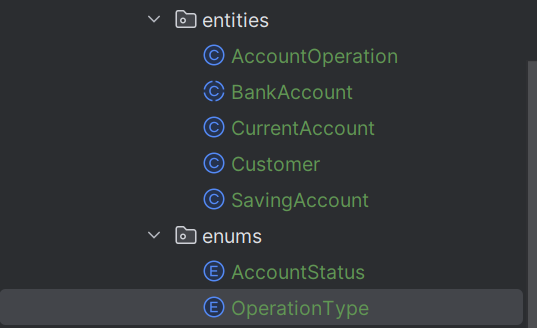 entities
AccountOperation
BankAccount
CurrentAccount
Customer
SavingAccount
enums
AccountStatus
OperationType